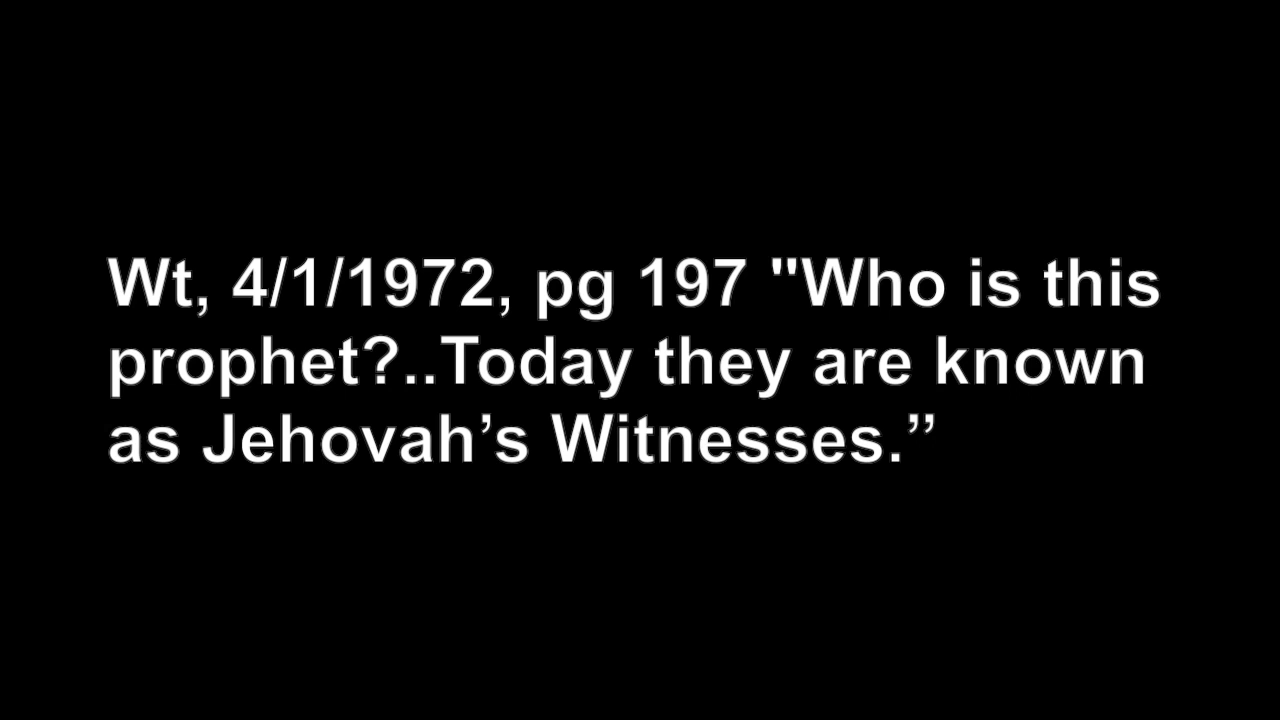 Wt, 4/1/1972, pg 197 "Who is this
prophet?..Today they are known
as Jehovah’s Witnesses.”